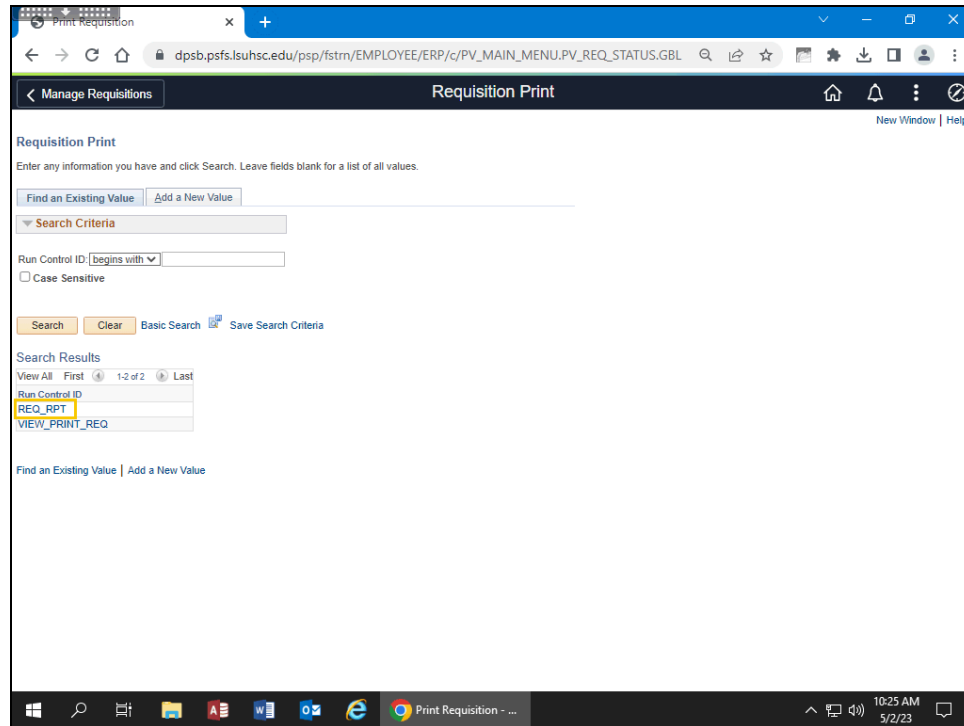 Print Requisition
dpsb.psfs.lsuhsc.edu/psp/fstrn/EMPLOYEE/ERP/c/PV_MAIN_MENU.PV_REQ_STATUS.GBL
Manage Requisitions
Requisition Print
New Window | Help
Requisition Print
Enter any information you have and click Search. Leave fields blank for a list of all values.
Find an Existing Value
Add a New Value
Search Criteria
Run Control ID: begins with
Case Sensitive
Search Clear Basic Search Save Search Criteria
Search Results
View All First 1-2 of 2 Last
Run Control ID
REQ_RPT
VIEW_PRINT_REQ
Find an Existing Value | Add a New Value
Print Requisition - ...
10:25 AM
5/2/23